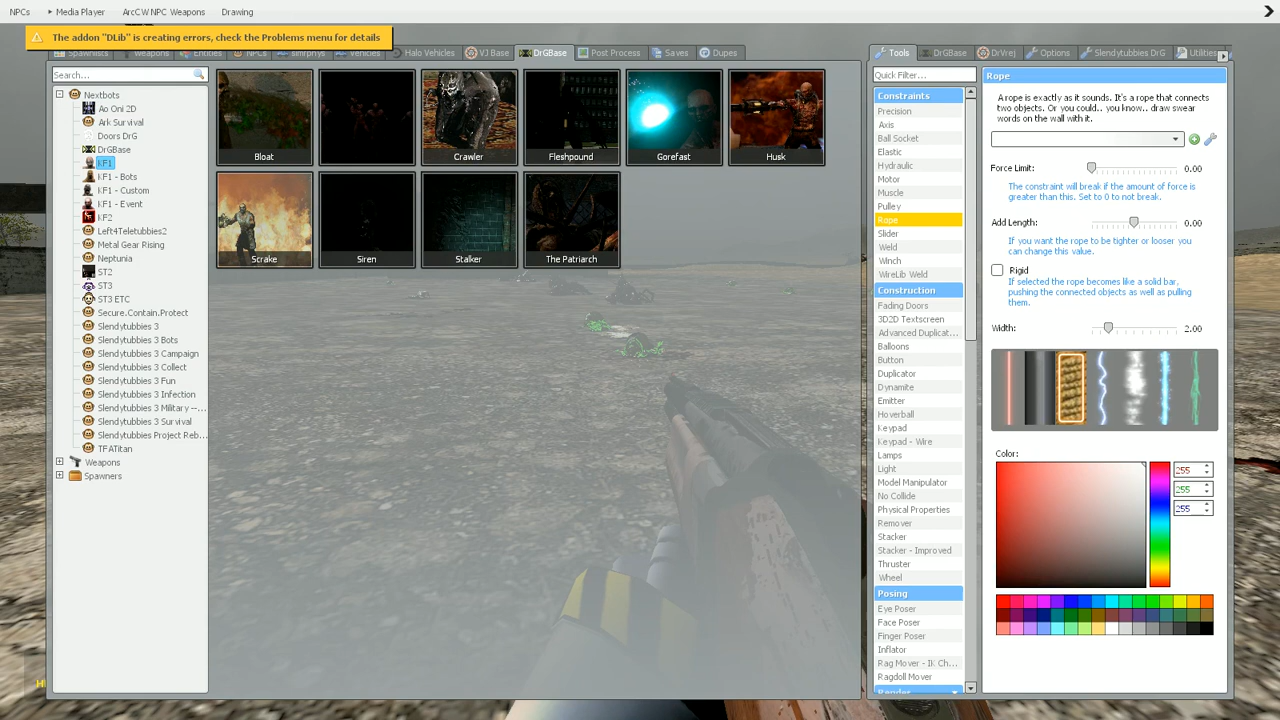 NPCs
Media Player
ArcCW NPC Weapons
Drawing
The addon "DLib" is creating errors, check the Problems menu for details
Halo Vehicles
VJ Base
DrGBase
Post Process
Saves
Dupes
Search...
Nextbots
Ao Oni 2D
Ark Survival
Doors DrG
DrGBase
KF1
KF1 - Bots
KF1 - Custom
KF1 - Event
KF2
Left4Teletubbies2
Metal Gear Rising
Neptunia
ST2
ST3
ST3 ETC
Secure.Contain.Protect
Slendytubbies 3
Slendytubbies 3 Bots
Slendytubbies 3 Campaign
Slendytubbies 3 Collect
Slendytubbies 3 Fun
Slendytubbies 3 Infection
Slendytubbies 3 Military --...
Slendytubbies 3 Survival
Slendytubbies Project Reb...
TFATitan
Weapons
Spawners
Bloat
Crawler
Fleshpound
Gorefast
Husk
Scrake
Siren
Stalker
The Patriarch
Tools
DrGBase
DrVrej
Options
Slendytubbies DrG
Utilities
Quick Filter...
Constraints
Precision
Axis
Ball Socket
Elastic
Hydraulic
Motor
Muscle
Pulley
Rope
Slider
Weld
Winch
WireLib Weld
Construction
Fading Doors
3D2D Textscreen
Advanced Duplicat...
Balloons
Button
Duplicator
Dynamite
Emitter
Hoverball
Keypad
Keypad - Wire
Lamps
Light
Model Manipulator
No Collide
Physical Properties
Remover
Stacker
Stacker - Improved
Thruster
Wheel
Posing
Eye Poser
Face Poser
Finger Poser
Inflator
Rag Mover - IK Ch...
Ragdoll Mover
Render
Rope
A rope is exactly as it sounds. It's a rope that connects
two objects. Or you could.. you know.. draw swear
words on the wall with it.
Force Limit: 0.00
The constraint will break if the amount of force is
greater than this. Set to 0 to not break.
Add Length: 0.00
If you want the rope to be tighter or looser you
can change this value.
Rigid
If selected the rope becomes like a solid bar,
pushing the connected objects as well as pulling
them.
Width: 2.00
Color:
255
255
255